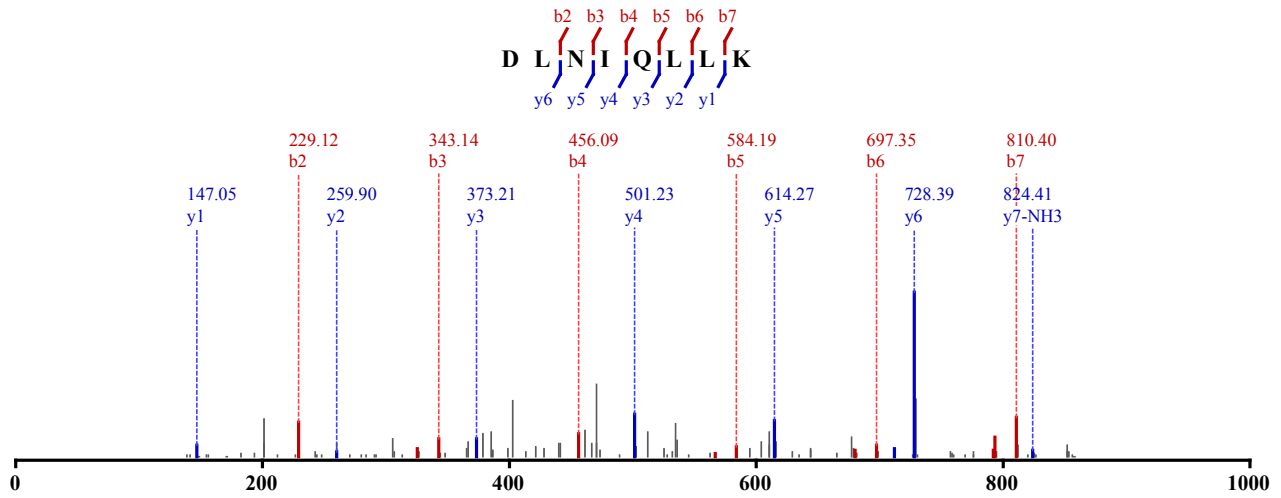 b2 b3 b4 b5 b6 b7
D L N I Q L L K
y6 y5 y4 y3 y2 y1
229.12 343.14 456.09 584.19 697.35 810.40
b2 b3 b4 b5 b6 b7
147.05 259.90 373.21 501.23 614.27 728.39 824.41
y1 y2 y3 y4 y5 y6 y7-NH3
0 200 400 600 800 1000